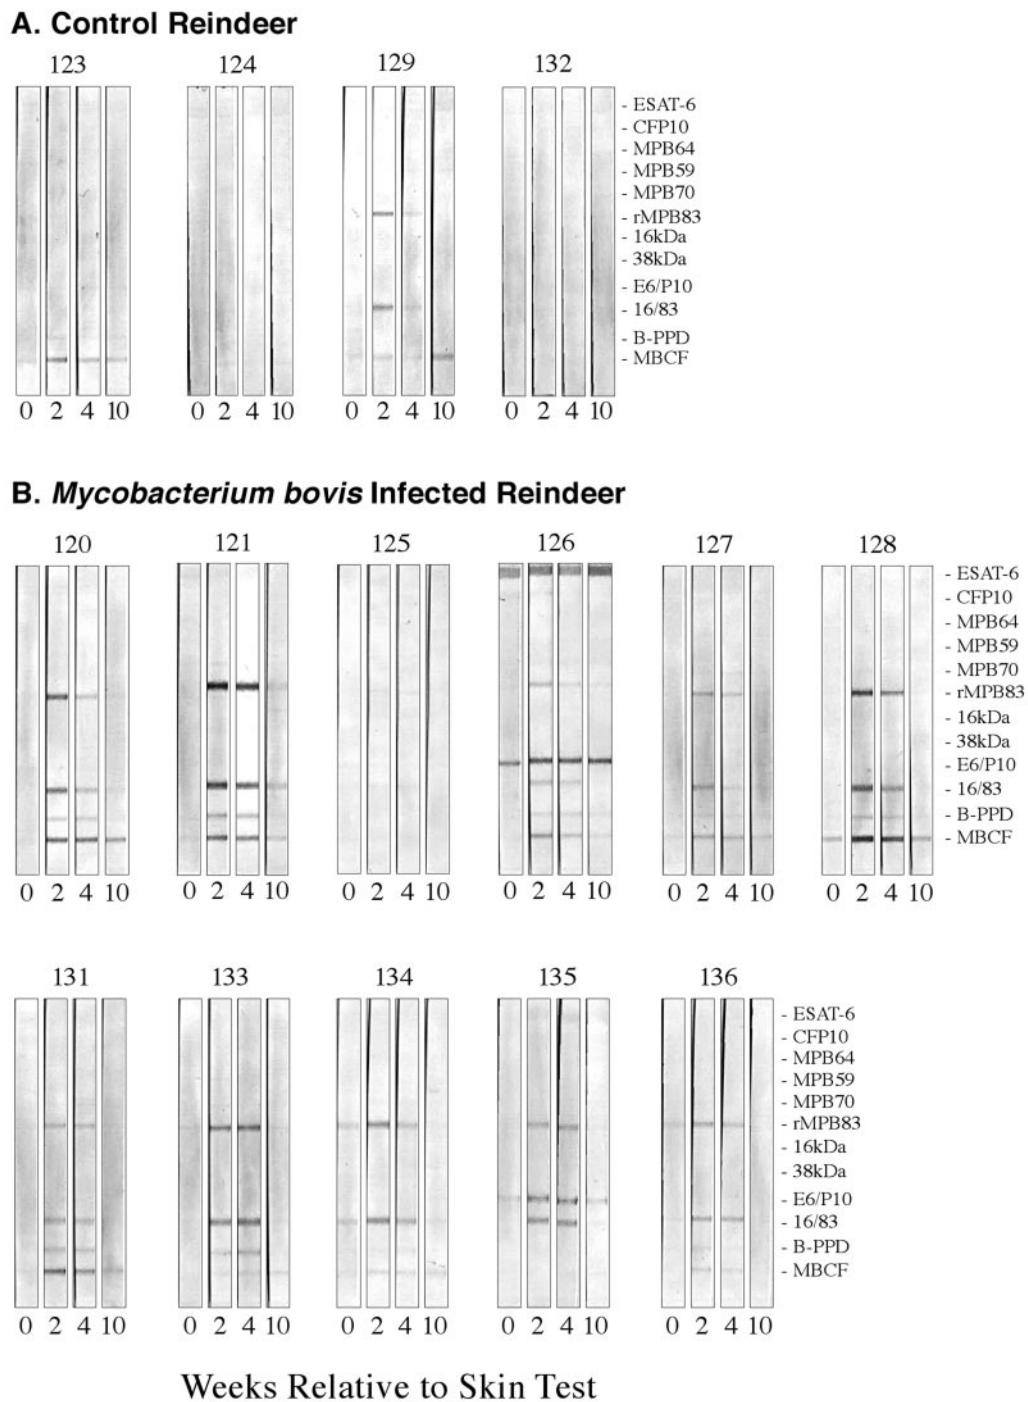 A. Control Reindeer
123 124 129 132
- ESAT-6
- CFP10
- MPB64
- MPB59
- MPB70
- rMPB83
- 16kDa
- 38kDa
- E6/P10
- 16/83
- B-PPD
- MBCF
0 2 4 10 0 2 4 10 0 2 4 10 0 2 4 10
B. Mycobacterium bovis Infected Reindeer
120 121 125 126 127 128
- ESAT-6
- CFP10
- MPB64
- MPB59
- MPB70
- rMPB83
- 16kDa
- 38kDa
- E6/P10
- 16/83
- B-PPD
- MBCF
0 2 4 10 0 2 4 10 0 2 4 10 0 2 4 10 0 2 4 10 0 2 4 10
131 133 134 135 136
- ESAT-6
- CFP10
- MPB64
- MPB59
- MPB70
- rMPB83
- 16kDa
- 38kDa
- E6/P10
- 16/83
- B-PPD
- MBCF
0 2 4 10 0 2 4 10 0 2 4 10 0 2 4 10 0 2 4 10
Weeks Relative to Skin Test